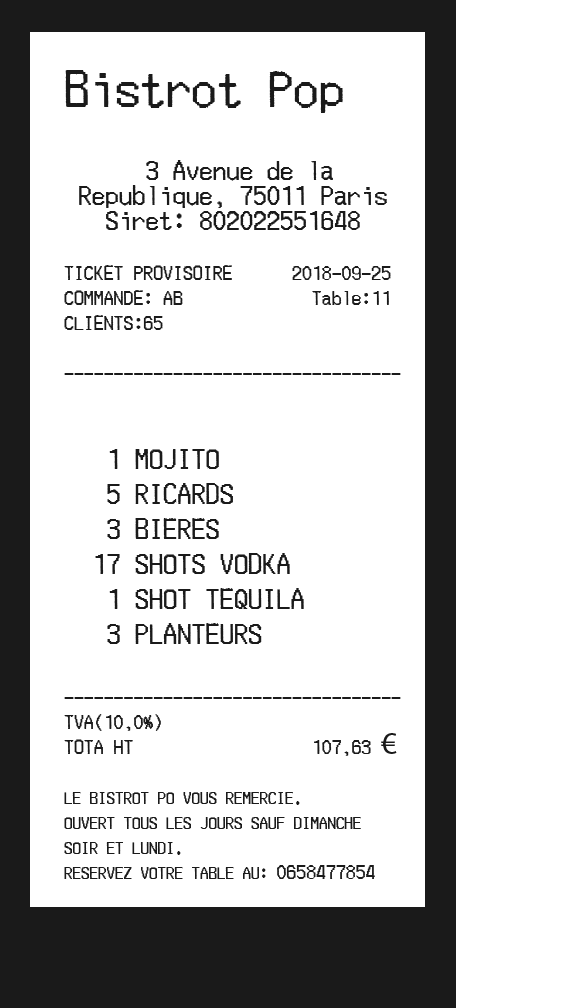 Bistrot Pop
3 Avenue de la
Republique, 75011 Paris
Siret: 802022551648
TICKET PROVISOIRE 2018-09-25
COMMANDE: AB Table:11
CLIENTS:65
----------------------------------
1 MOJITO
5 RICARDS
3 BIERES
17 SHOTS VODKA
1 SHOT TEQUILA
3 PLANTEURS
----------------------------------
TVA(10,0%)
TOTA HT 107,63 €
LE BISTROT PO VOUS REMERCIE.
OUVERT TOUS LES JOURS SAUF DIMANCHE
SOIR ET LUNDI.
RESERVEZ VOTRE TABLE AU: 0658477854